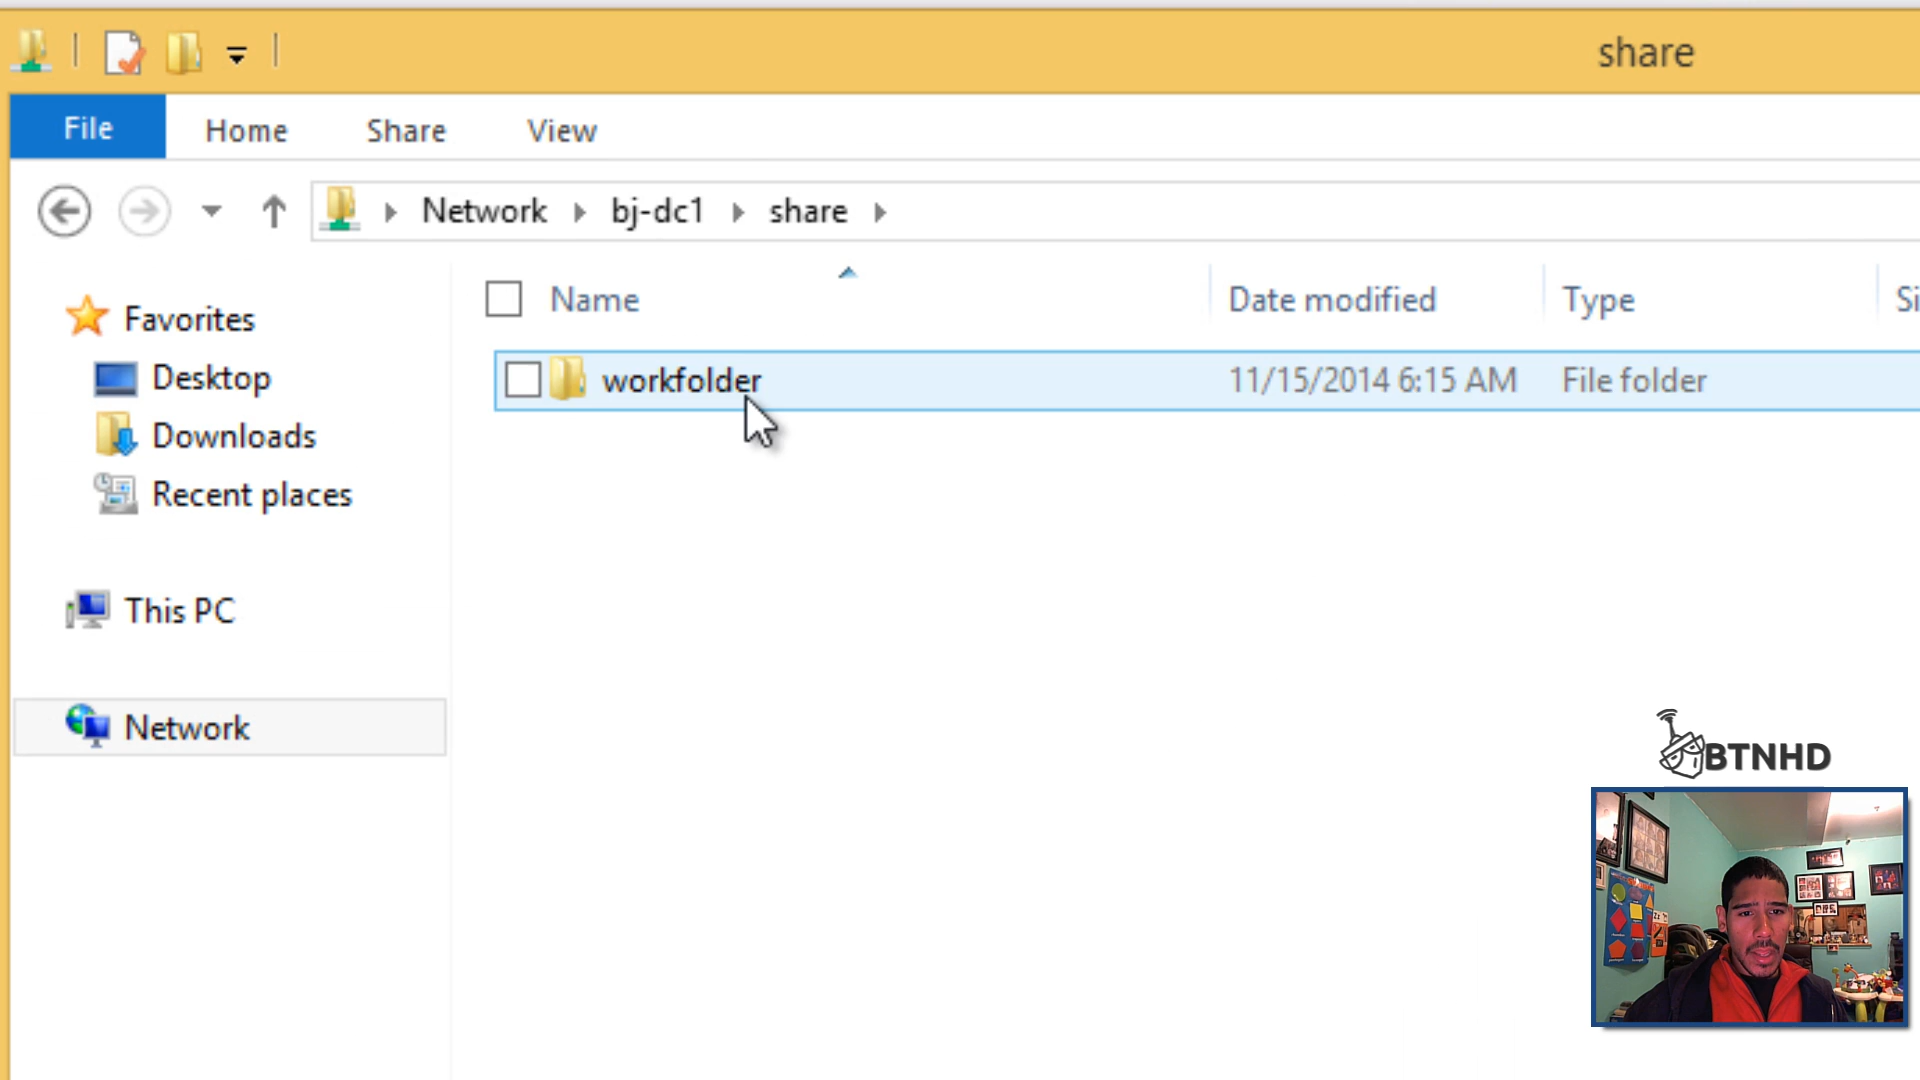 share
File Home Share View
Network bj-dc1 share
Name Date modified Type Si
Favorites
workfolder 11/15/2014 6:15 AM File folder
Desktop
Downloads
Recent places
This PC
Network
BTNHD